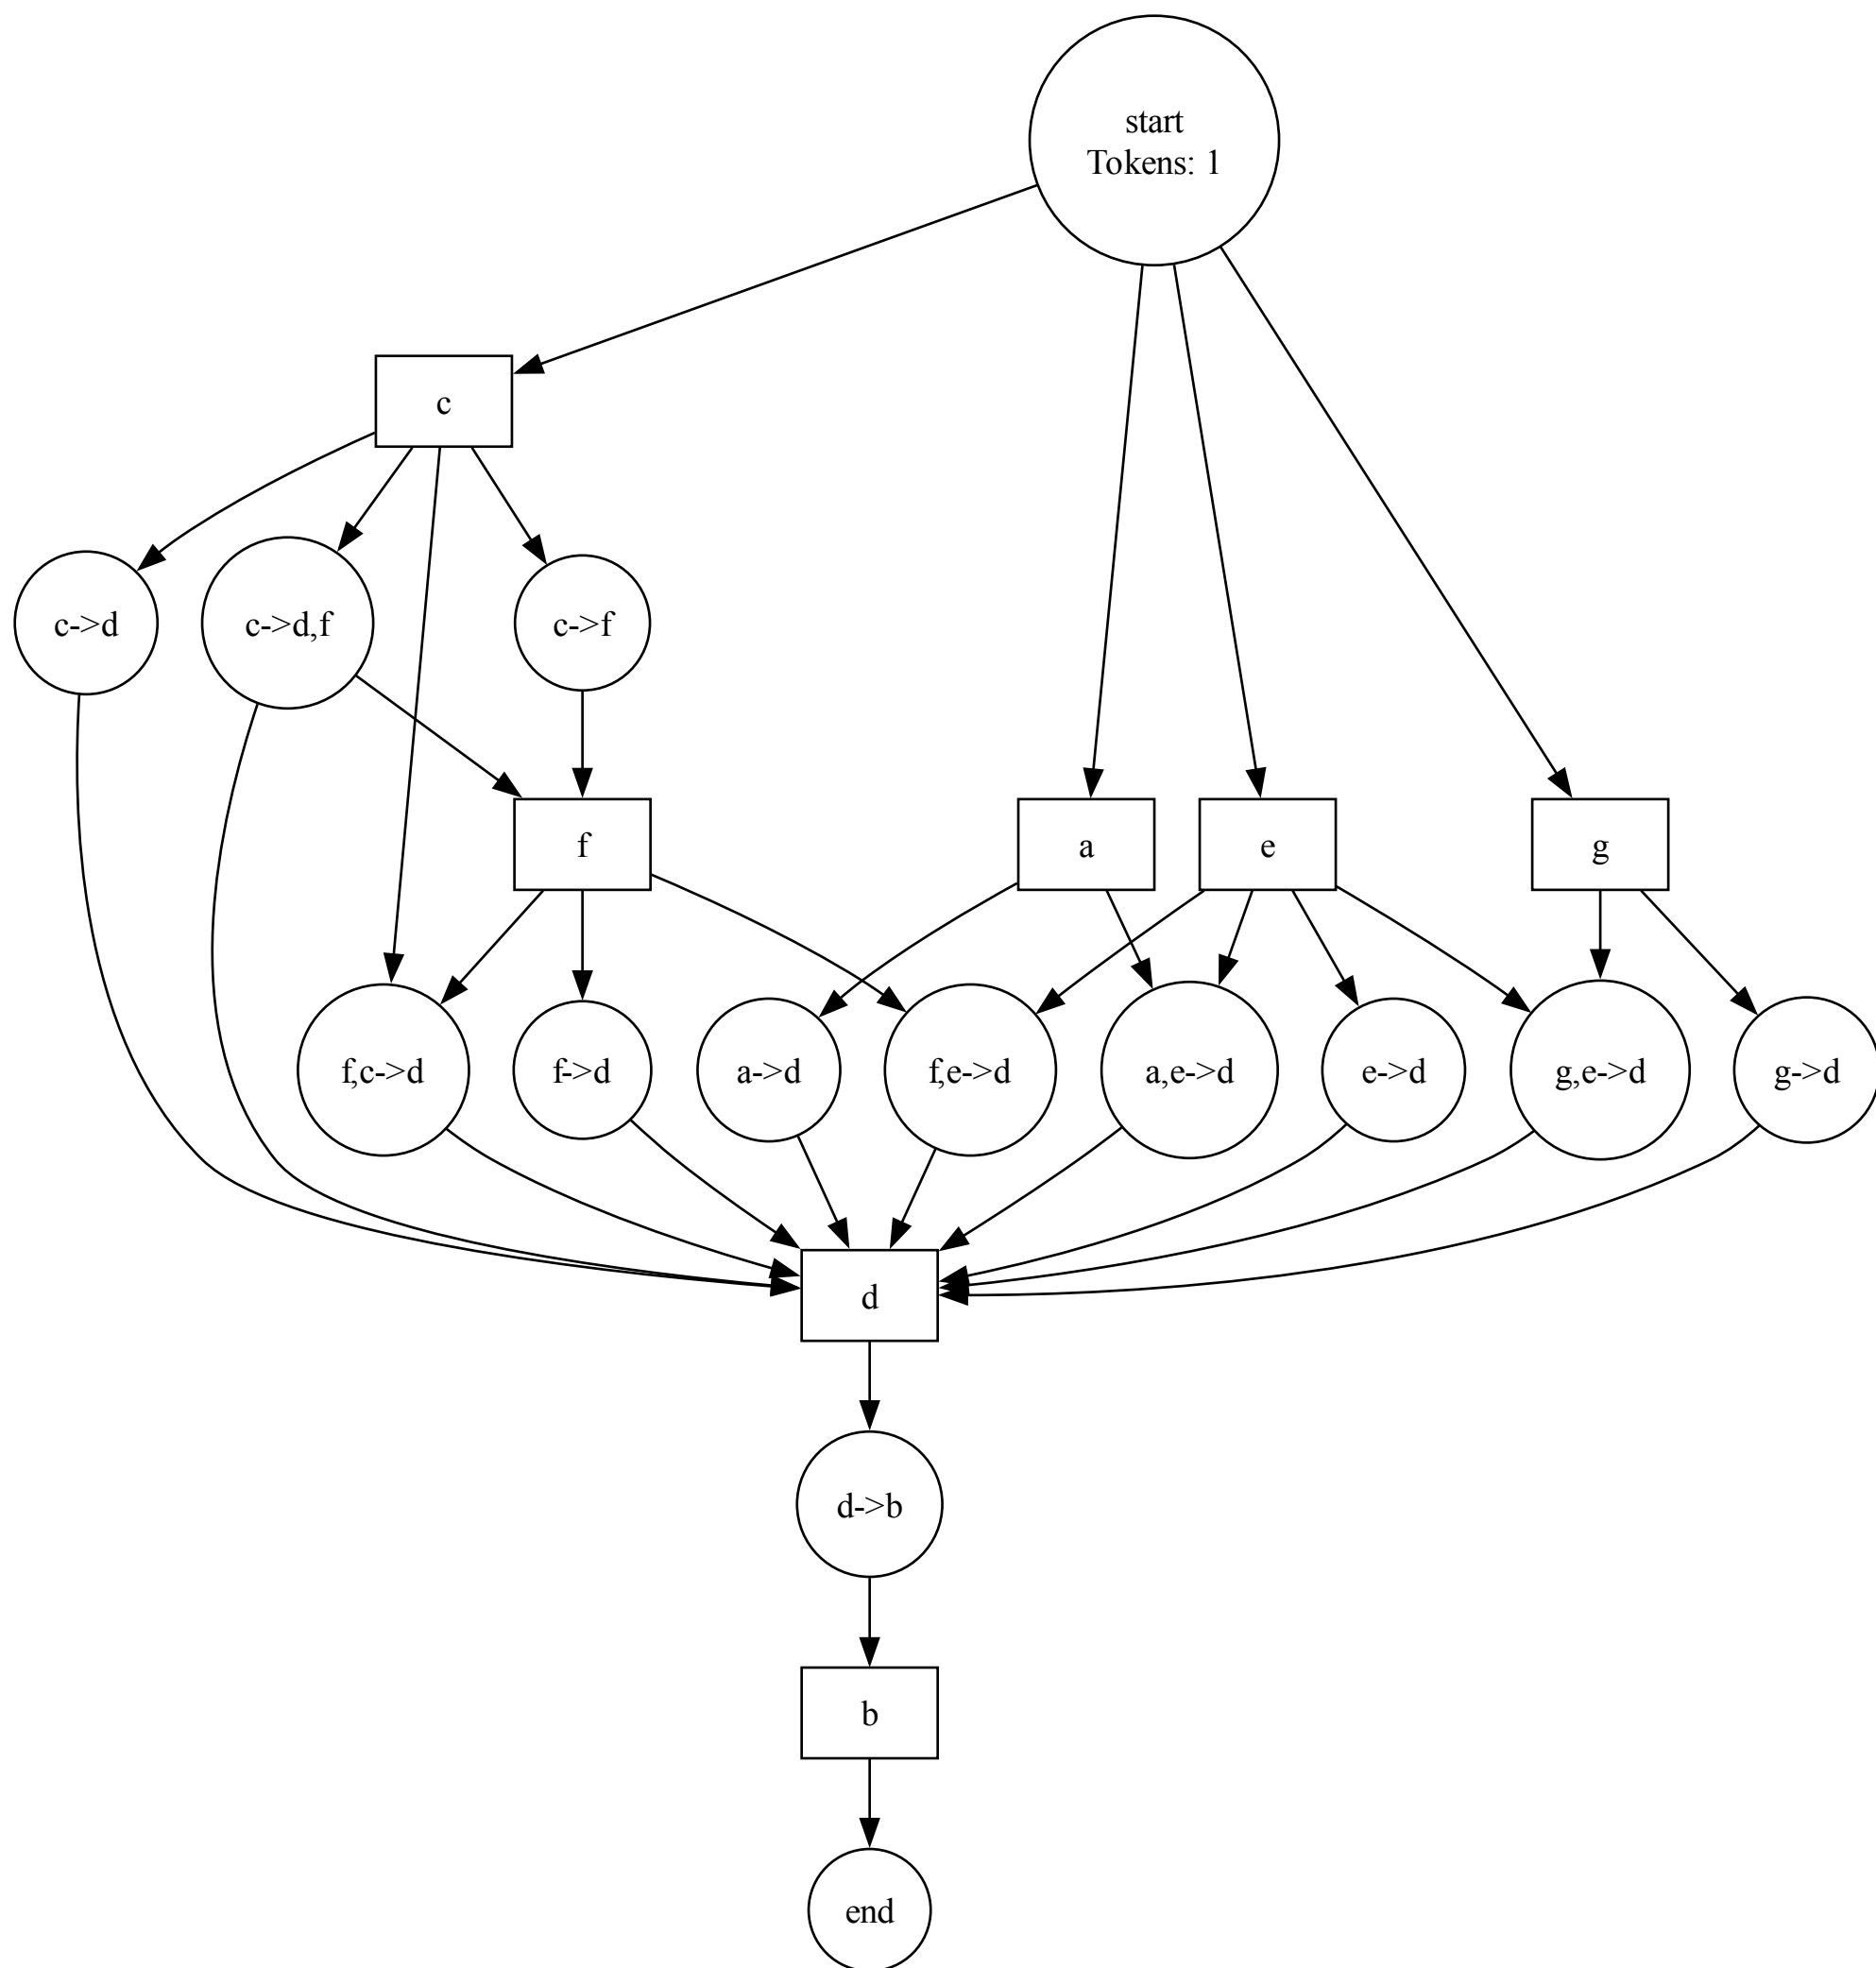 start
Tokens: 1
c
c->d
c->d,f
c->f
f
a
e
g
f,c->d
f->d
a->d
f,e->d
a,e->d
e->d
g,e->d
g->d
d
d->b
b
end